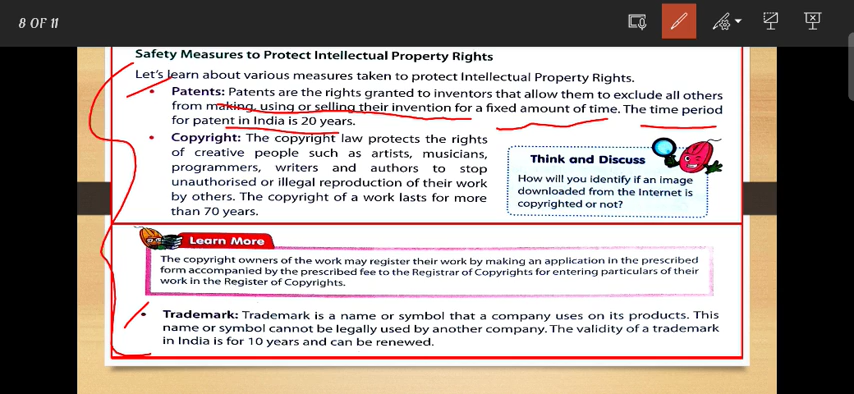 8 OF 11
Safety Measures to Protect Intellectual Property Rights
Let's learn about various measures taken to protect Intellectual Property Rights.
• Patents: Patents are the rights granted to inventors that allow them to exclude all others
from making, using or selling their invention for a fixed amount of time. The time period
for patent in India is 20 years.
• Copyright: The copyright law protects the rights
of creative people such as artists, musicians,
programmers, writers and authors to stop
unauthorised or illegal reproduction of their work
by others. The copyright of a work lasts for more
than 70 years.
Think and Discuss
How will you identify if an image
downloaded from the Internet is
copyrighted or not?
Learn More
The copyright owners of the work may register their work by making an application in the prescribed
form accompanied by the prescribed fee to the Registrar of Copyrights for entering particulars of their
work in the Register of Copyrights.
• Trademark: Trademark is a name or symbol that a company uses on its products. This
name or symbol cannot be legally used by another company. The validity of a trademark
in India is for 10 years and can be renewed.